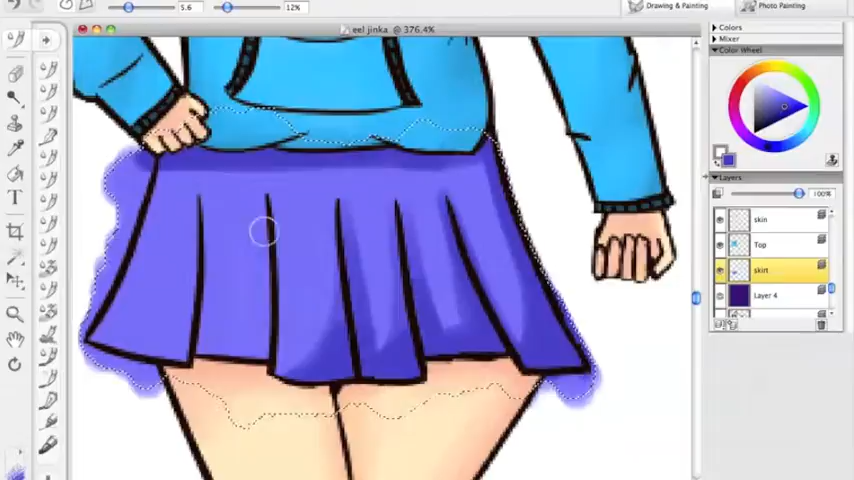 5.6
12%
Drawing & Painting
Photo Painting
eel jinka @ 376.4%
Colors
Mixer
Color Wheel
Layers
100%
skin
Top
skirt
Layer 4
T